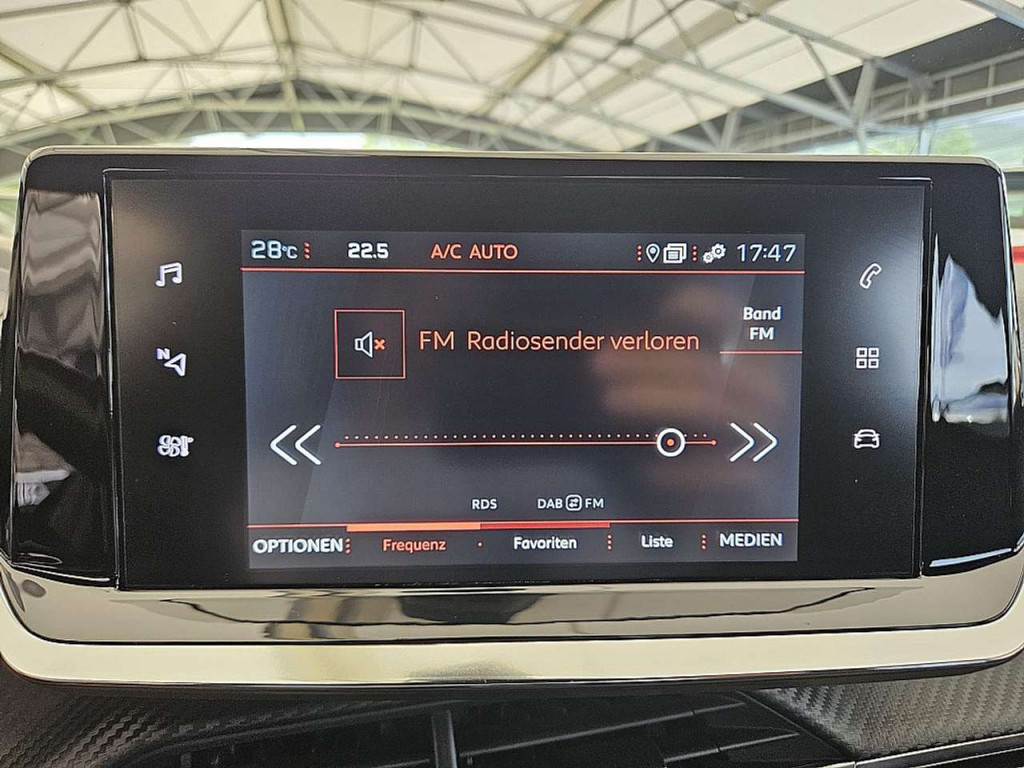 28°C 22.5 A/C AUTO 17:47
Band
FM
FM Radiosender verloren
N
RDS DAB FM
OPTIONEN Frequenz Favoriten Liste MEDIEN